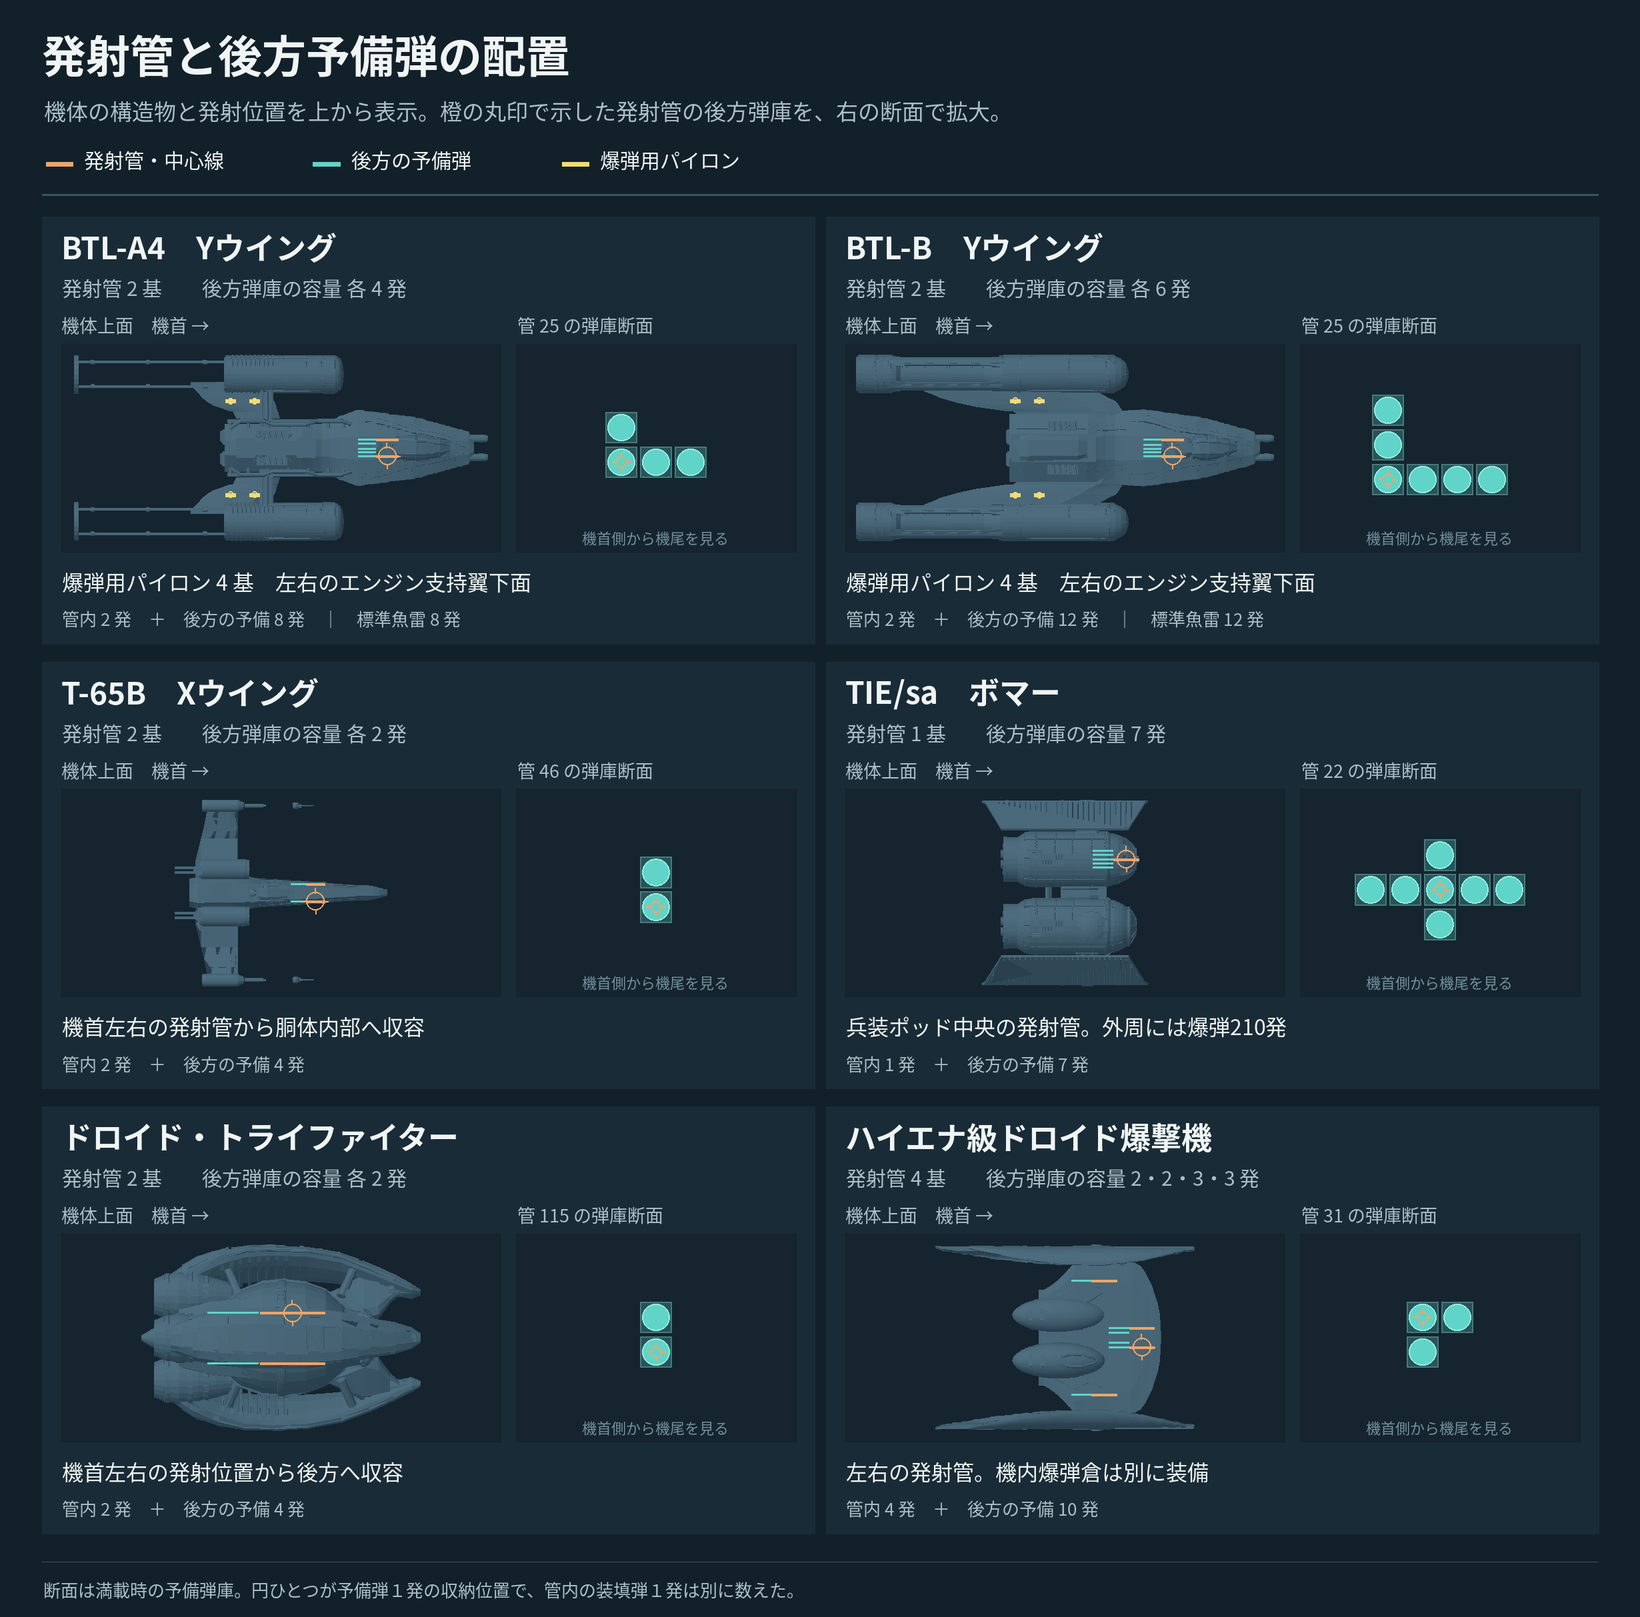 発射管と後方予備弾の配置
機体の構造物と発射位置を上から表示。橙の丸印で示した発射管の後方弾庫を、右の断面で拡大。
発射管・中心線
後方の予備弾
爆弾用パイロン
BTL-A4 Yウイング
発射管 2 基 後方弾庫の容量 各 4 発
機体上面 機首 →
管 25 の弾庫断面
機首側から機尾を見る
爆弾用パイロン 4 基 左右のエンジン支持翼下面
管内 2 発 ＋ 後方の予備 8 発 ｜ 標準魚雷 8 発
BTL-B Yウイング
発射管 2 基 後方弾庫の容量 各 6 発
機体上面 機首 →
管 25 の弾庫断面
機首側から機尾を見る
爆弾用パイロン 4 基 左右のエンジン支持翼下面
管内 2 発 ＋ 後方の予備 12 発 ｜ 標準魚雷 12 発
T-65B Xウイング
発射管 2 基 後方弾庫の容量 各 2 発
機体上面 機首 →
管 46 の弾庫断面
機首側から機尾を見る
機首左右の発射管から胴体内部へ収容
管内 2 発 ＋ 後方の予備 4 発
TIE/sa ボマー
発射管 1 基 後方弾庫の容量 7 発
機体上面 機首 →
管 22 の弾庫断面
機首側から機尾を見る
兵装ポッド中央の発射管。外周には爆弾210発
管内 1 発 ＋ 後方の予備 7 発
ドロイド・トライファイター
発射管 2 基 後方弾庫の容量 各 2 発
機体上面 機首 →
管 115 の弾庫断面
機首側から機尾を見る
機首左右の発射位置から後方へ収容
管内 2 発 ＋ 後方の予備 4 発
ハイエナ級ドロイド爆撃機
発射管 4 基 後方弾庫の容量 2・2・3・3 発
機体上面 機首 →
管 31 の弾庫断面
機首側から機尾を見る
左右の発射管。機内爆弾倉は別に装備
管内 4 発 ＋ 後方の予備 10 発
断面は満載時の予備弾庫。円ひとつが予備弾 1 発の収納位置で、管内の装填弾 1 発は別に数えた。